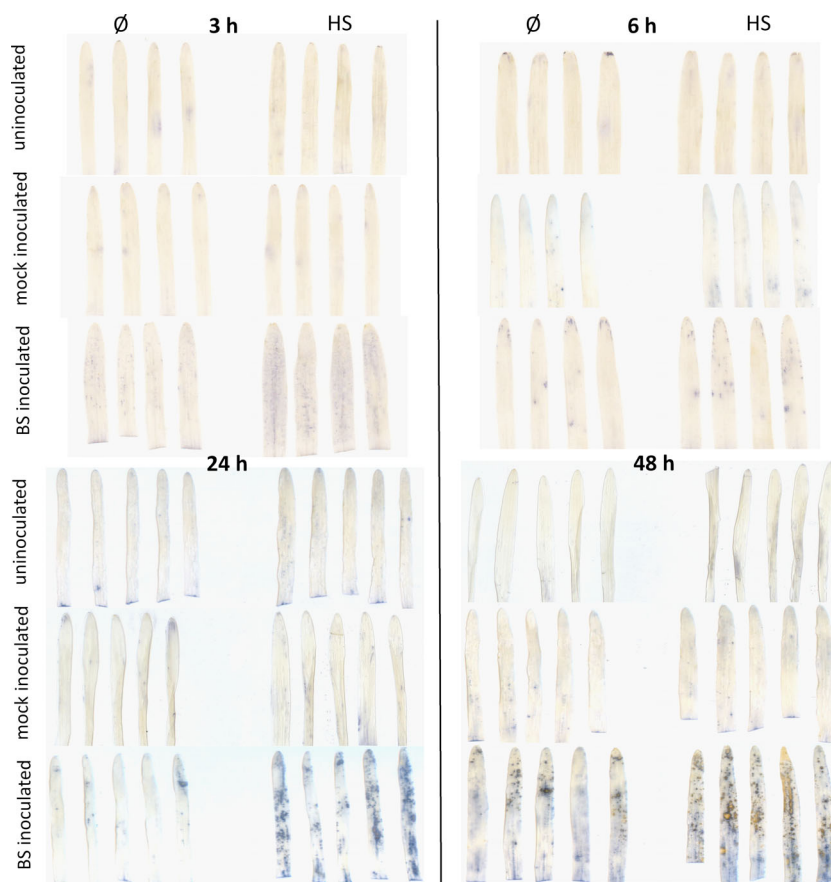 Ø 3 h HS
Ø 6 h HS
uninoculated
mock inoculated
BS inoculated
24 h
48 h
uninoculated
mock inoculated
BS inoculated